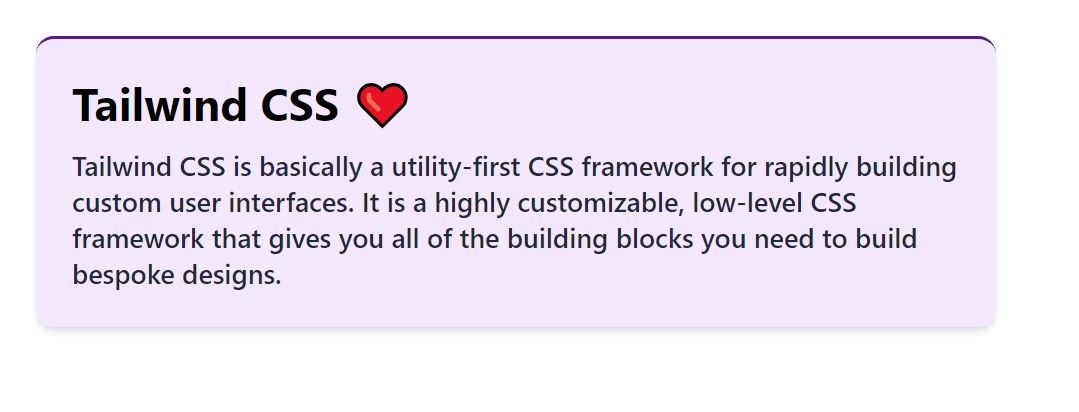 Tailwind CSS ❤️
Tailwind CSS is basically a utility-first CSS framework for rapidly building
custom user interfaces. It is a highly customizable, low-level CSS
framework that gives you all of the building blocks you need to build
bespoke designs.